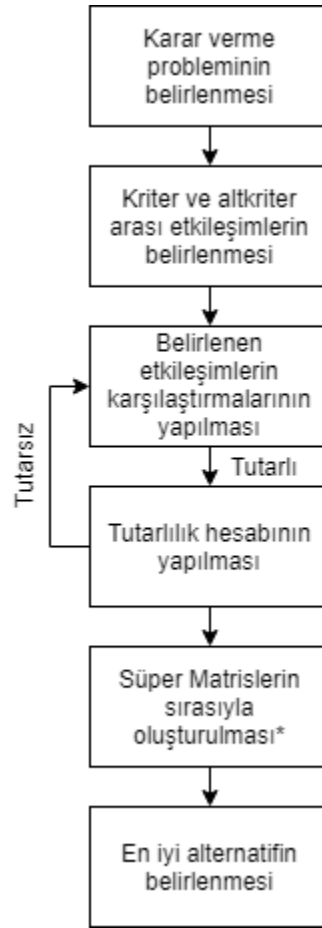 Karar verme
probleminin
belirlenmesi
Kriter ve altkriter
arası etkileşimlerin
belirlenmesi
Belirlenen
etkileşimlerin
karşılaştırmalarının
yapılması
Tutarsız
Tutarlı
Tutarlılık hesabının
yapılması
Süper Matrislerin
sırasıyla
oluşturulması*
En iyi alternatifin
belirlenmesi